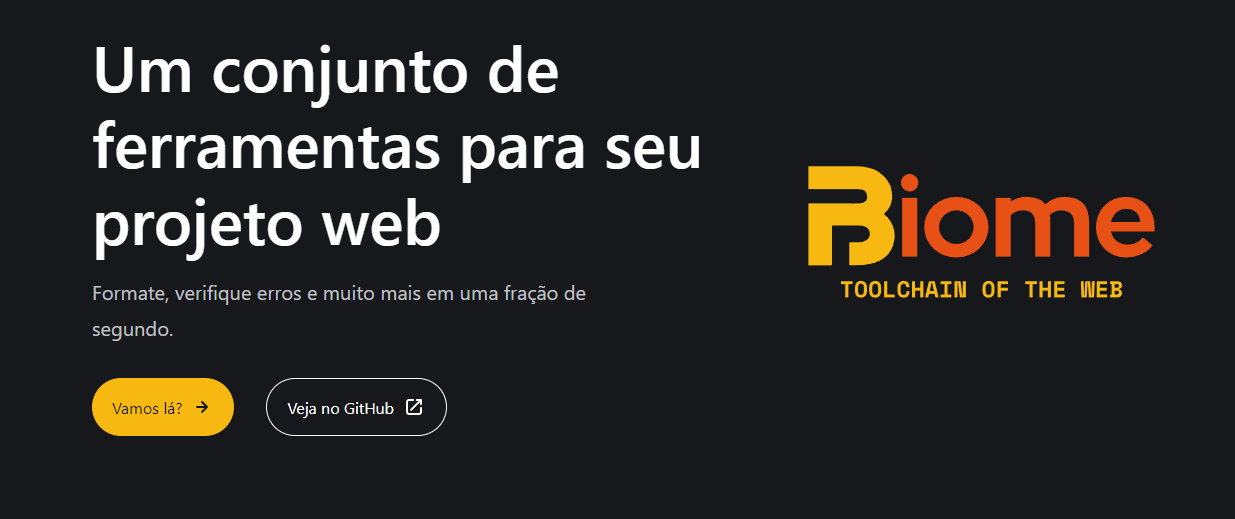 Um conjunto de
ferramentas para seu
projeto web
Formate, verifique erros e muito mais em uma fração de
segundo.
Vamos lá?
Veja no GitHub
Biome
TOOLCHAIN OF THE WEB